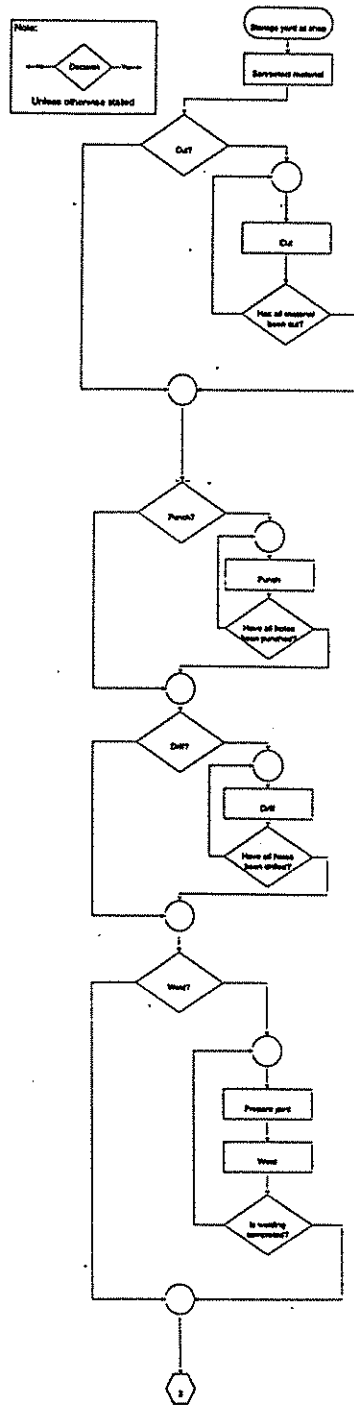 Note:
No
Decision
Yes
Unless otherwise stated
Storage yard at shop
Cut?
Cut
Has all material
been cut?
Punch?
Punch
Have all holes
been punched?
Drill?
Drill
Have all holes
been drilled?
Weld?
Prepare joint
Weld
Is welding
completed?
2